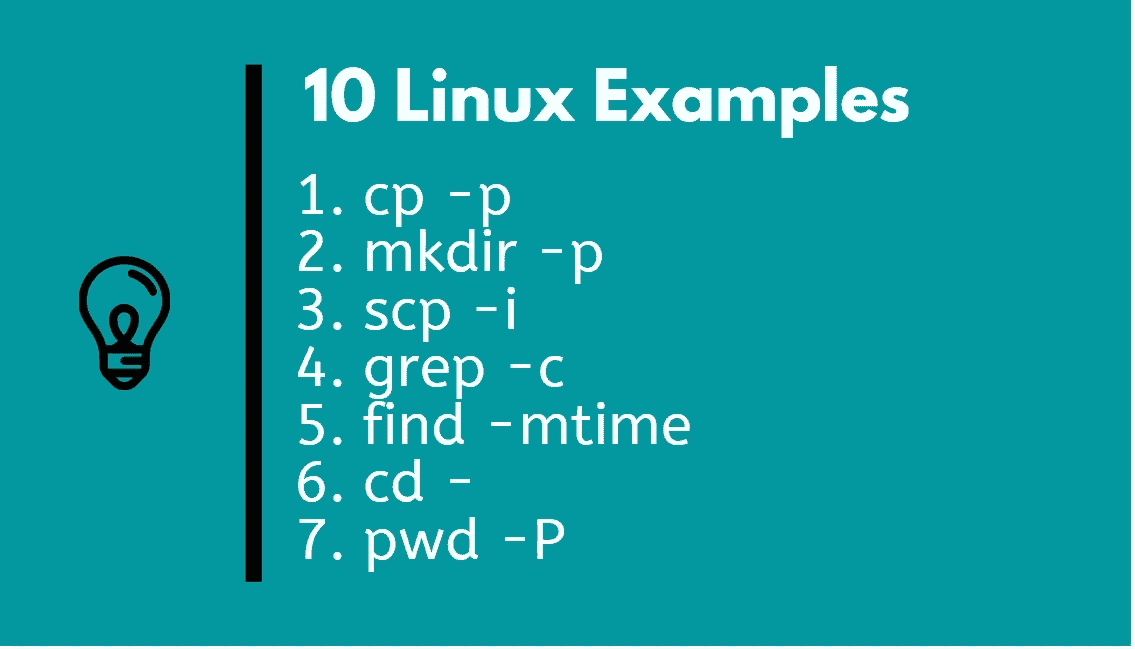 10 Linux Examples
1. cp -p
2. mkdir -p
3. scp -i
4. grep -c
5. find -mtime
6. cd -
7. pwd -P